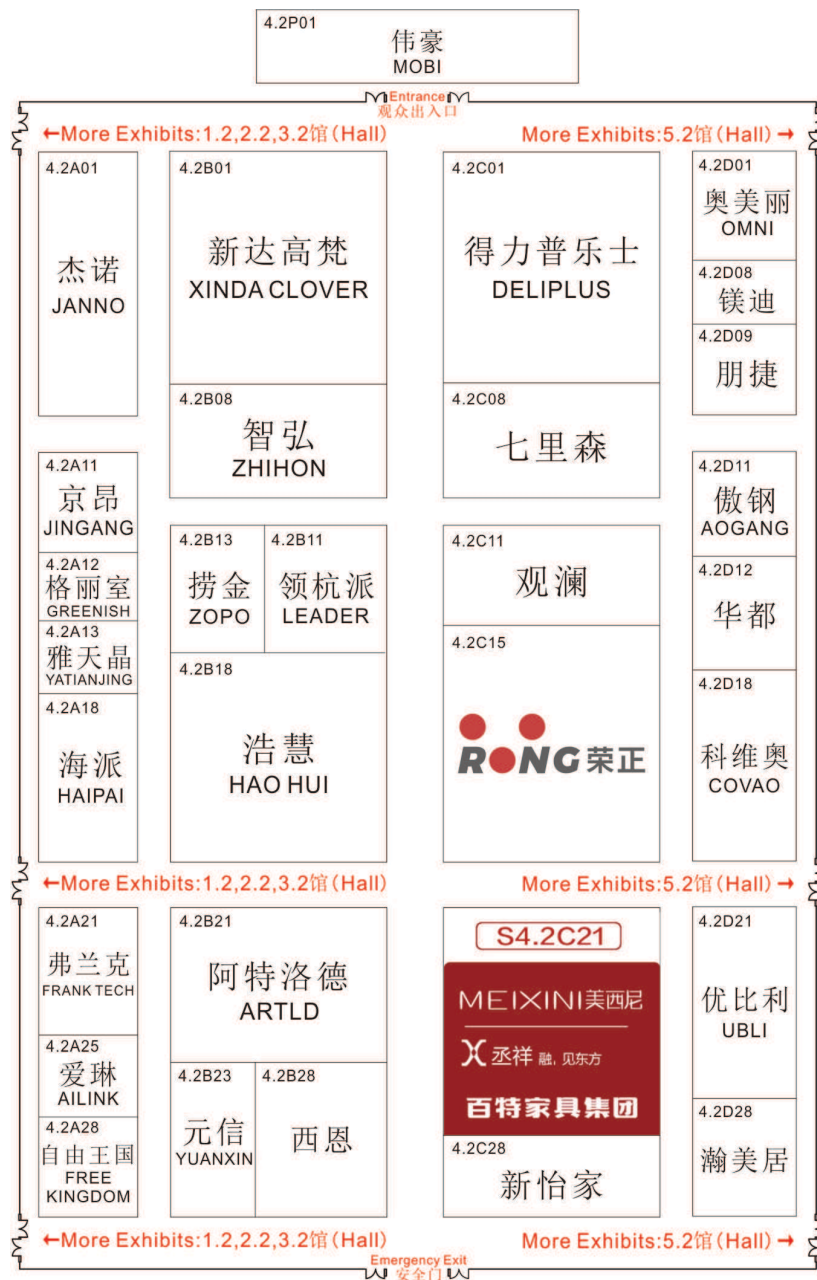 4.2P01
伟豪
MOBI
Entrance
观众出入口
←More Exhibits:1.2,2.2,3.2馆(Hall)
More Exhibits:5.2馆(Hall)→
4.2A01
杰诺
JANNO
4.2B01
新达高梵
XINDA CLOVER
4.2C01
得力普乐士
DELIPLUS
4.2D01
奥美丽
OMNI
4.2D08
镁迪
4.2D09
朋捷
4.2B08
智弘
ZHIHON
4.2C08
七里森
4.2A11
京昂
JINGANG
4.2A12
格丽室
GREENISH
4.2A13
雅天晶
YATIANJING
4.2A18
海派
HAIPAI
4.2B13
捞金
ZOPO
4.2B11
领杭派
LEADER
4.2B18
浩慧
HAO HUI
4.2C11
观澜
4.2C15
RONG荣正
4.2D11
傲钢
AOGANG
4.2D12
华都
4.2D18
科维奥
COVAO
←More Exhibits:1.2,2.2,3.2馆(Hall)
More Exhibits:5.2馆(Hall)→
4.2A21
弗兰克
FRANK TECH
4.2A25
爱琳
AILINK
4.2A28
自由王国
FREE
KINGDOM
4.2B21
阿特洛德
ARTLD
4.2B23
元信
YUANXIN
4.2B28
西恩
S4.2C21
MEIXINI美西尼
丞祥 融，见东方
百特家具集团
4.2C28
新怡家
4.2D21
优比利
UBLI
4.2D28
瀚美居
←More Exhibits:1.2,2.2,3.2馆(Hall)
More Exhibits:5.2馆(Hall)→
Emergency Exit
安全门